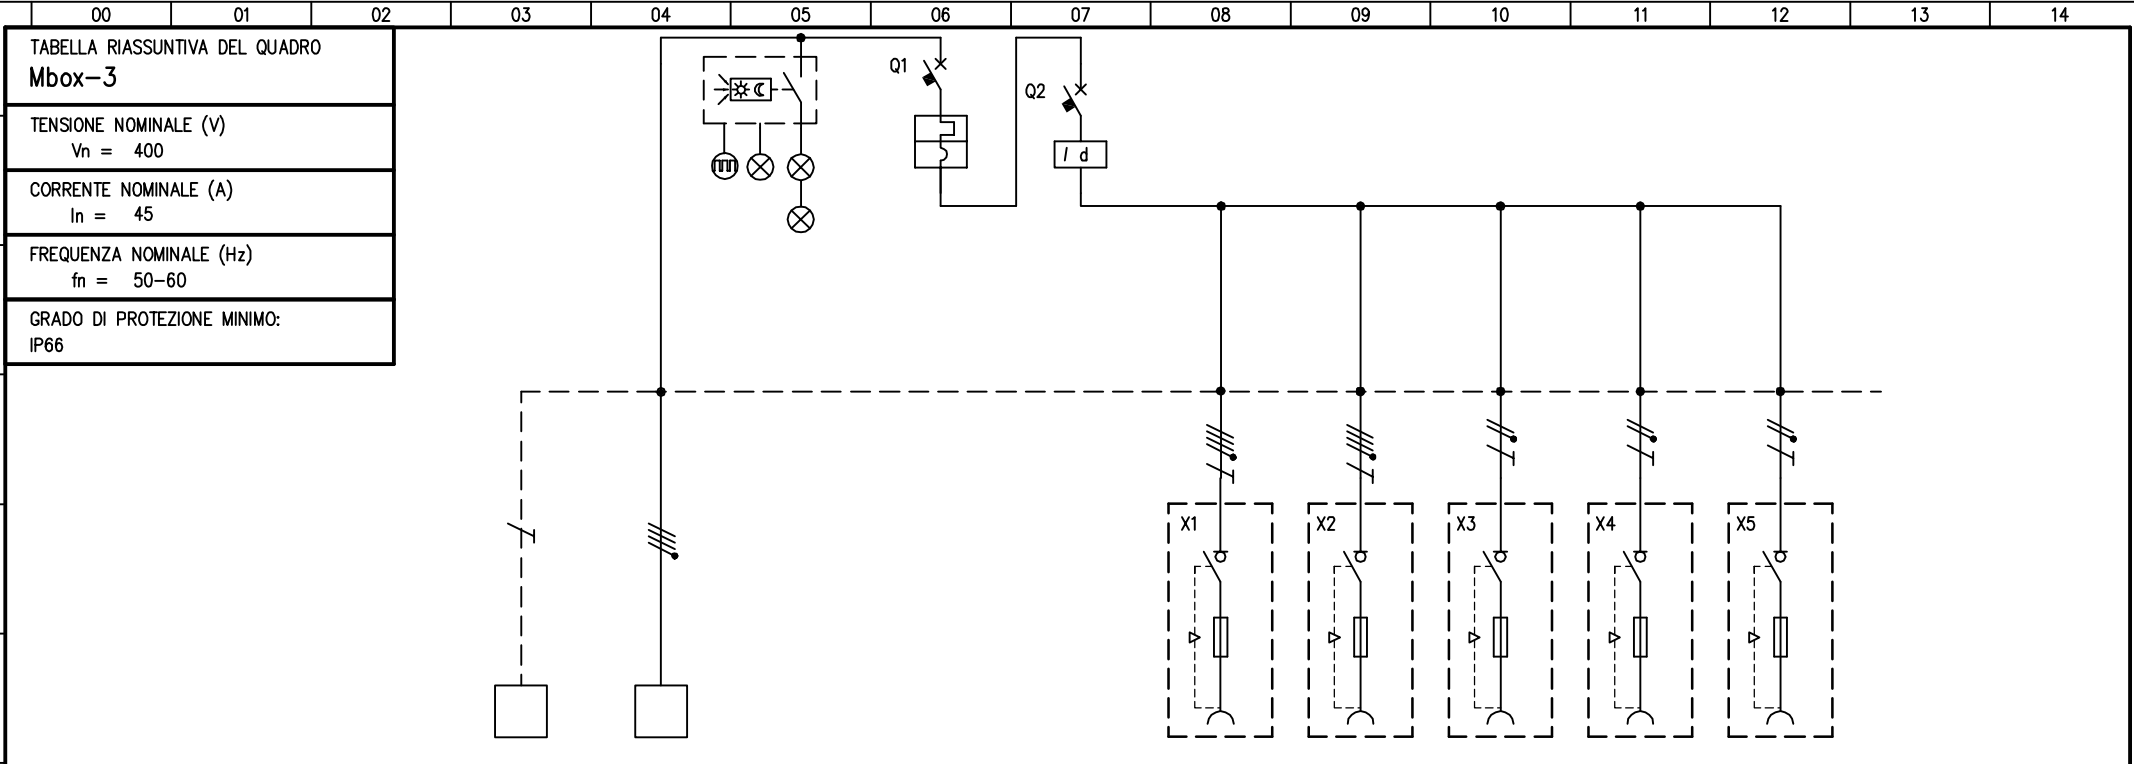 00 01 02 03 04 05 06 07 08 09 10 11 12 13 14
TABELLA RIASSUNTIVA DEL QUADRO
Mbox-3
TENSIONE NOMINALE (V)
Vn = 400
CORRENTE NOMINALE (A)
In = 45
FREQUENZA NOMINALE (Hz)
fn = 50-60
GRADO DI PROTEZIONE MINIMO:
IP66
Q1
Q2
I d
X1 X2 X3 X4 X5